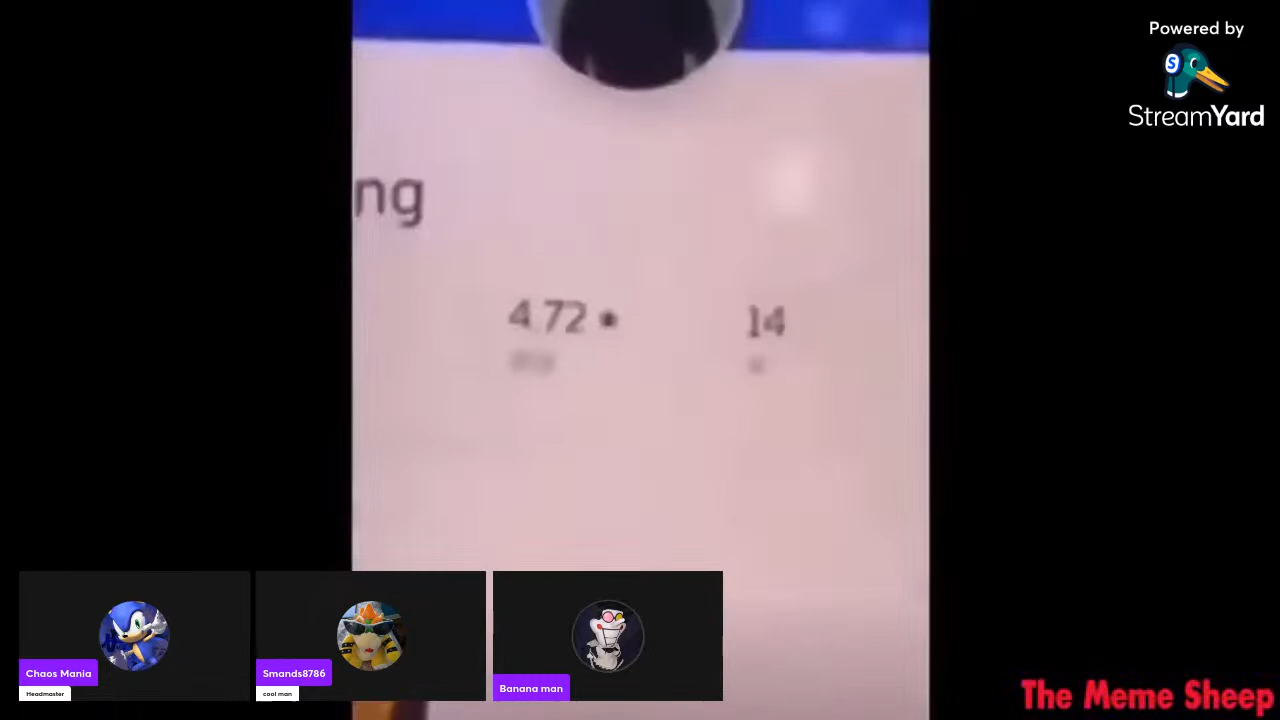 Powered by
S
StreamYard
ng
4.72 ★
14
Chaos Mania
Headmaster
Smands8786
cool man
Banana man
The Meme Sheep